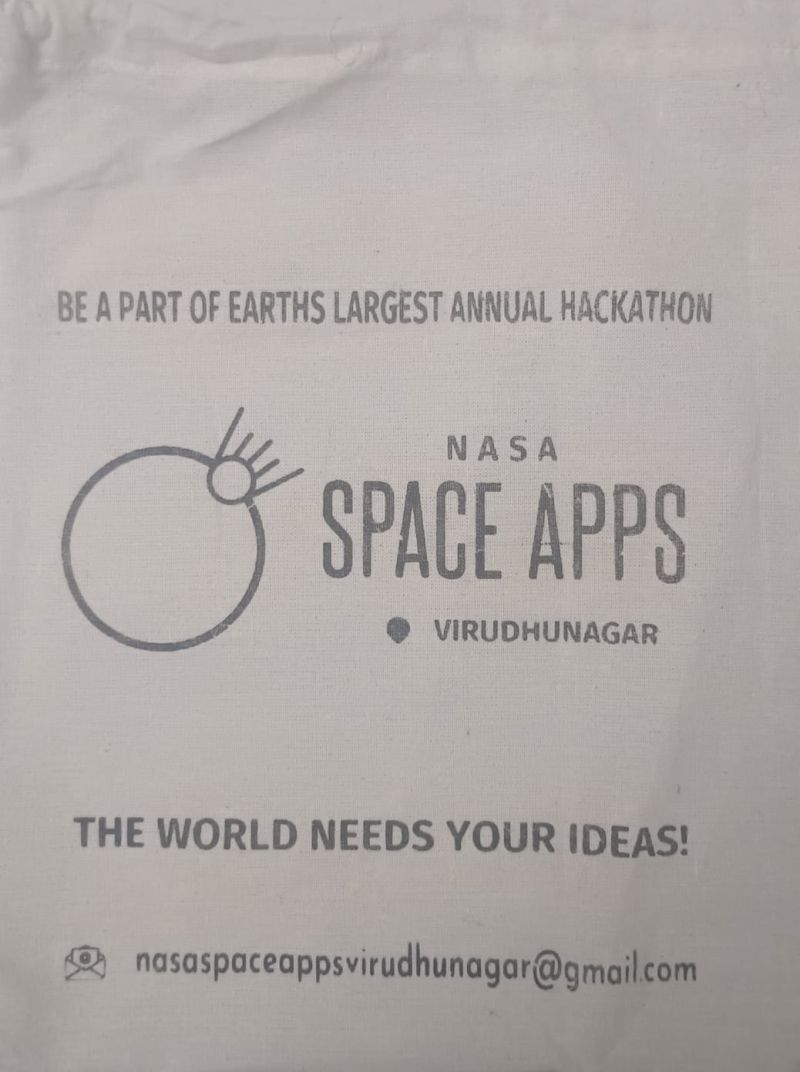 BE A PART OF EARTHS LARGEST ANNUAL HACKATHON
NASA
SPACE APPS
VIRUDHUNAGAR
THE WORLD NEEDS YOUR IDEAS!
nasaspaceappsvirudhunagar@gmail.com